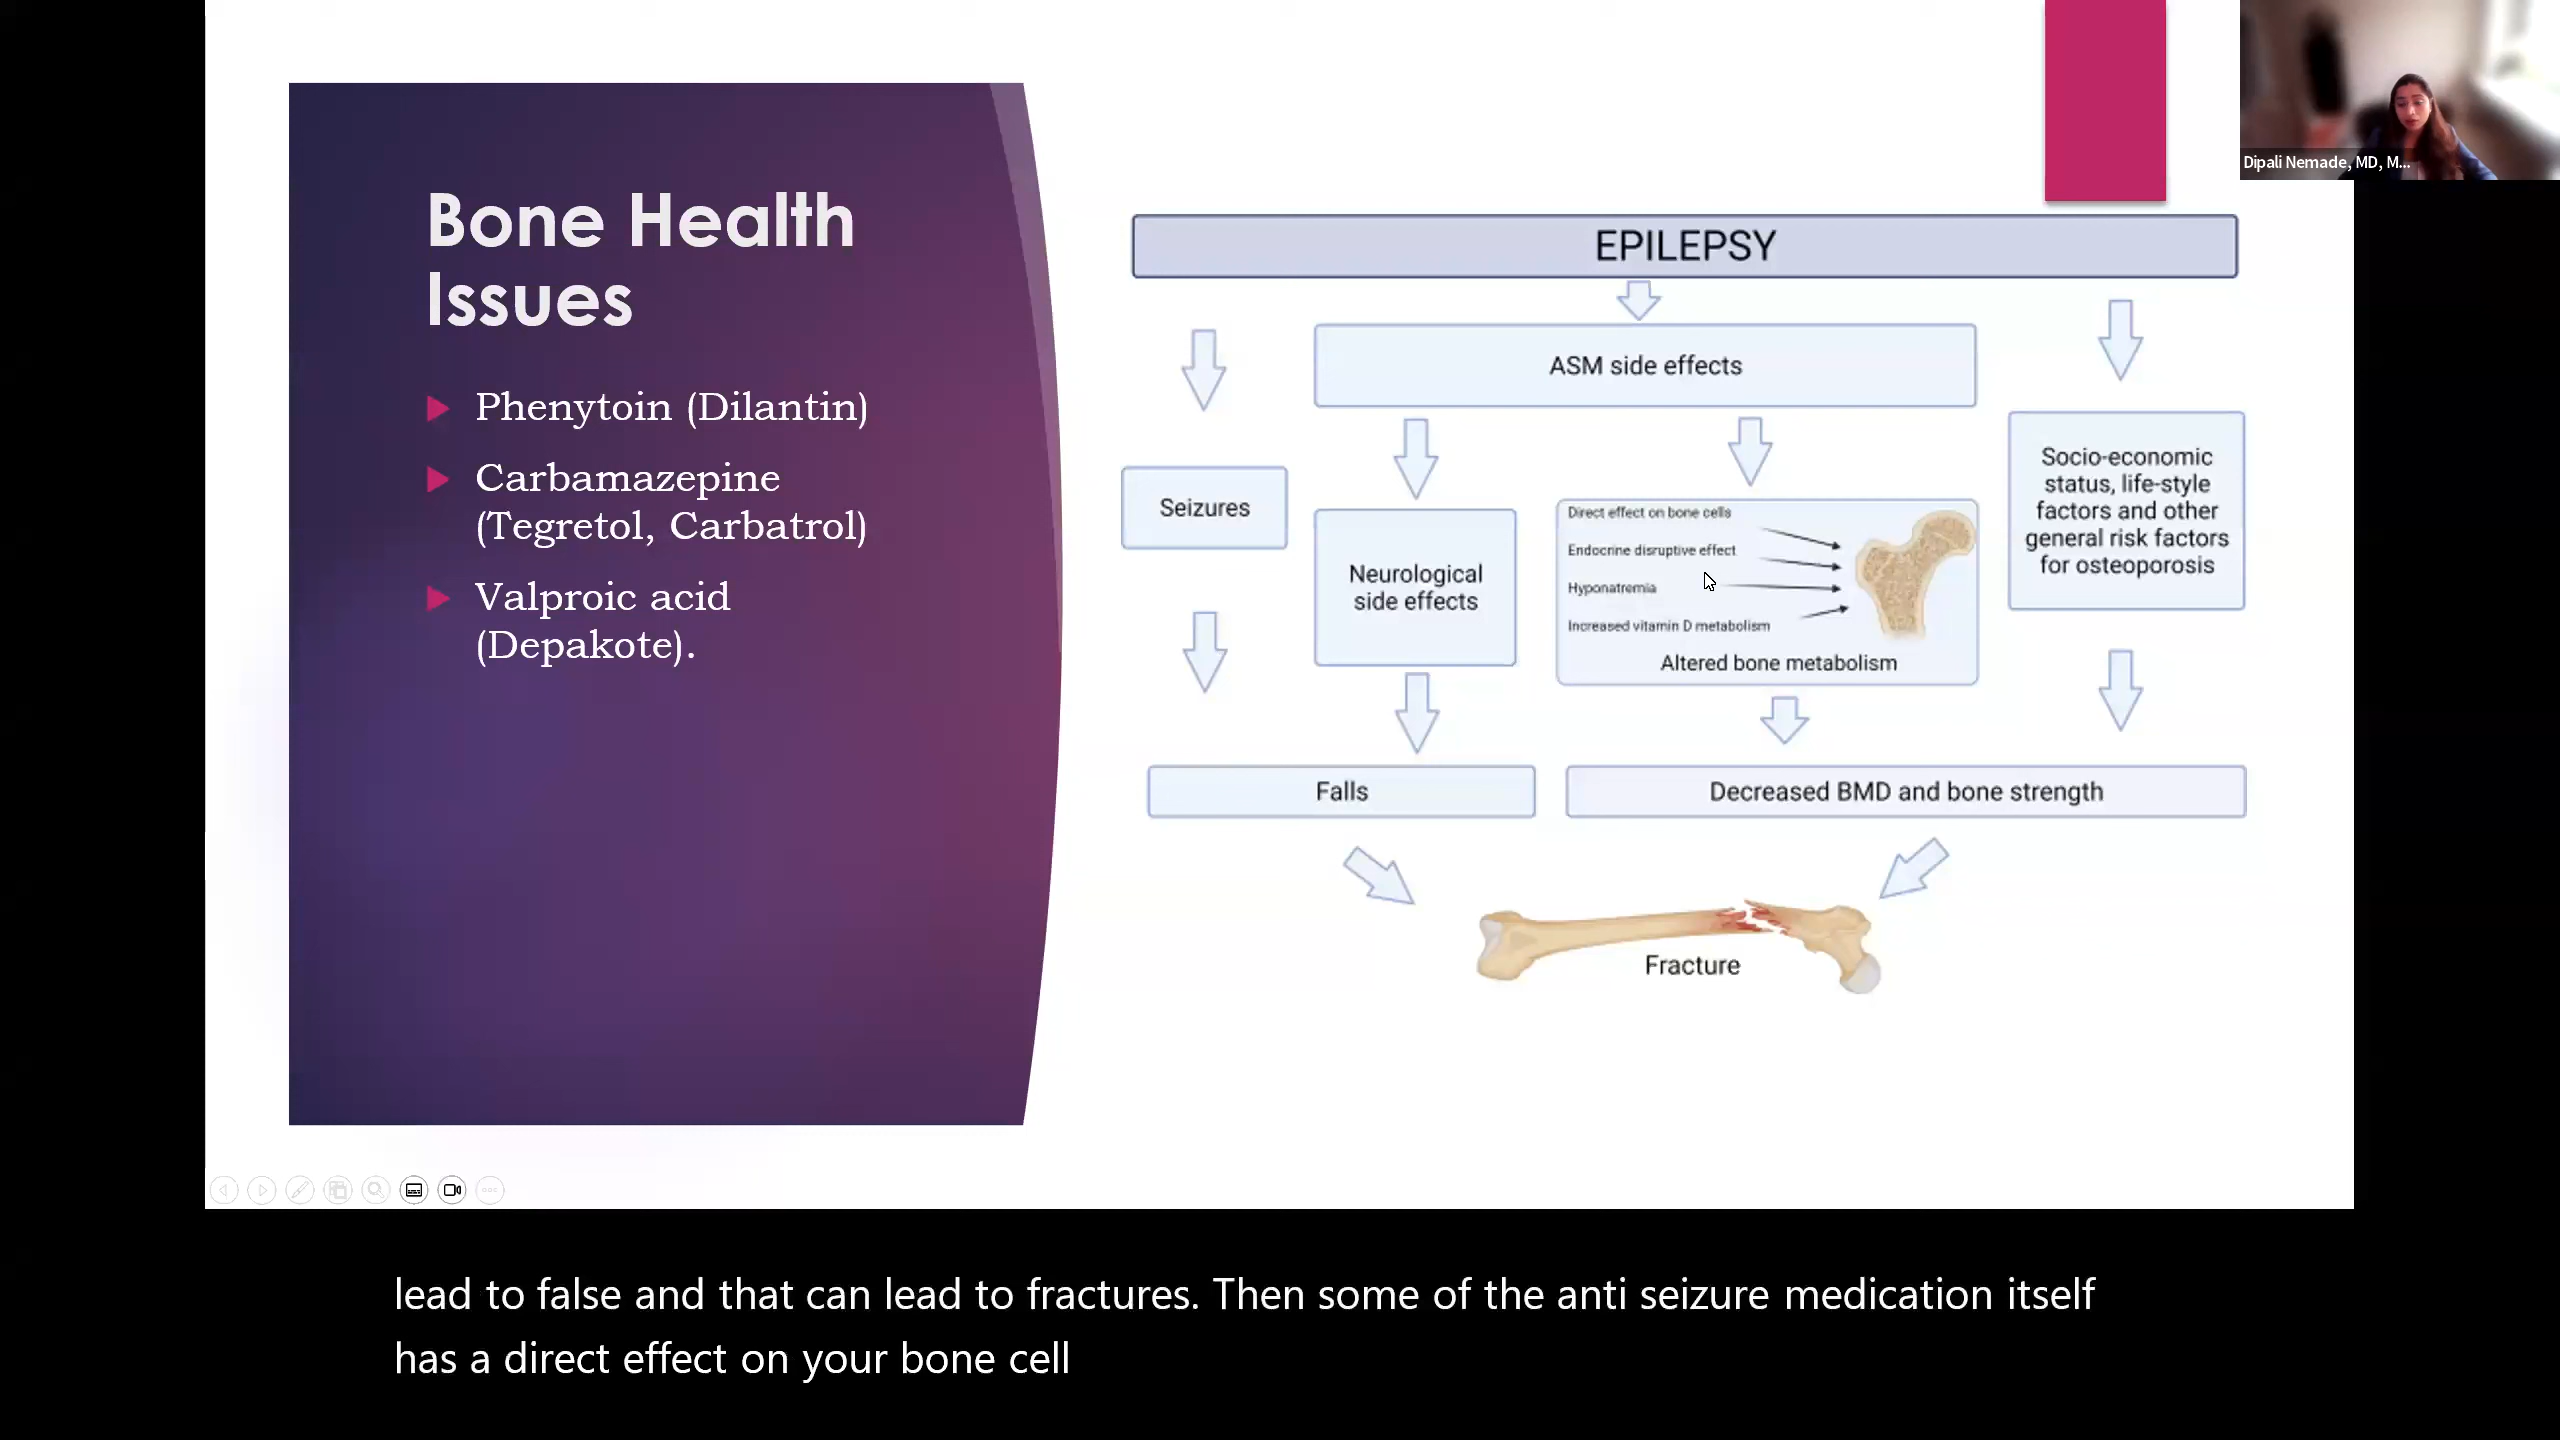 Dipali Nemade, MD, M...
Bone Health
Issues
Phenytoin (Dilantin)
Carbamazepine
(Tegretol, Carbatrol)
Valproic acid
(Depakote).
EPILEPSY
ASM side effects
Seizures
Neurological
side effects
Direct effect on bone cells
Endocrine disruptive effect
Hyponatremia
Increased vitamin D metabolism
Altered bone metabolism
Socio-economic
status, life-style
factors and other
general risk factors
for osteoporosis
Falls
Decreased BMD and bone strength
Fracture
lead to false and that can lead to fractures. Then some of the anti seizure medication itself
has a direct effect on your bone cell